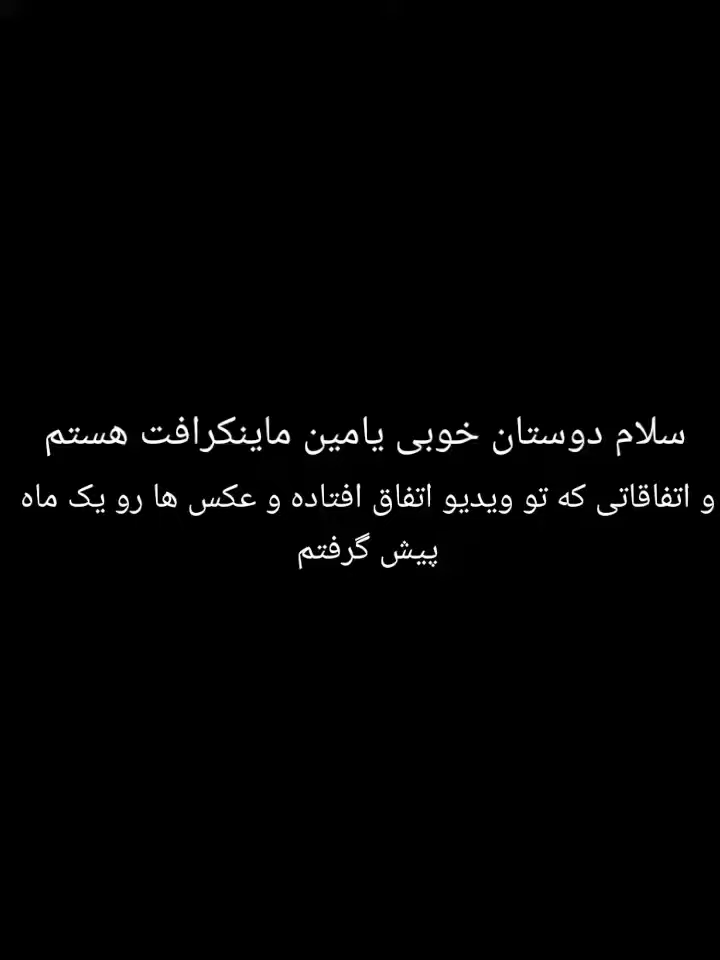 سلام دوستان خوبی یامین ماینکرافت هستم
و اتفاقاتی که تو ویدیو اتفاق افتاده و عکس ها رو یک ماه
پیش گرفتم